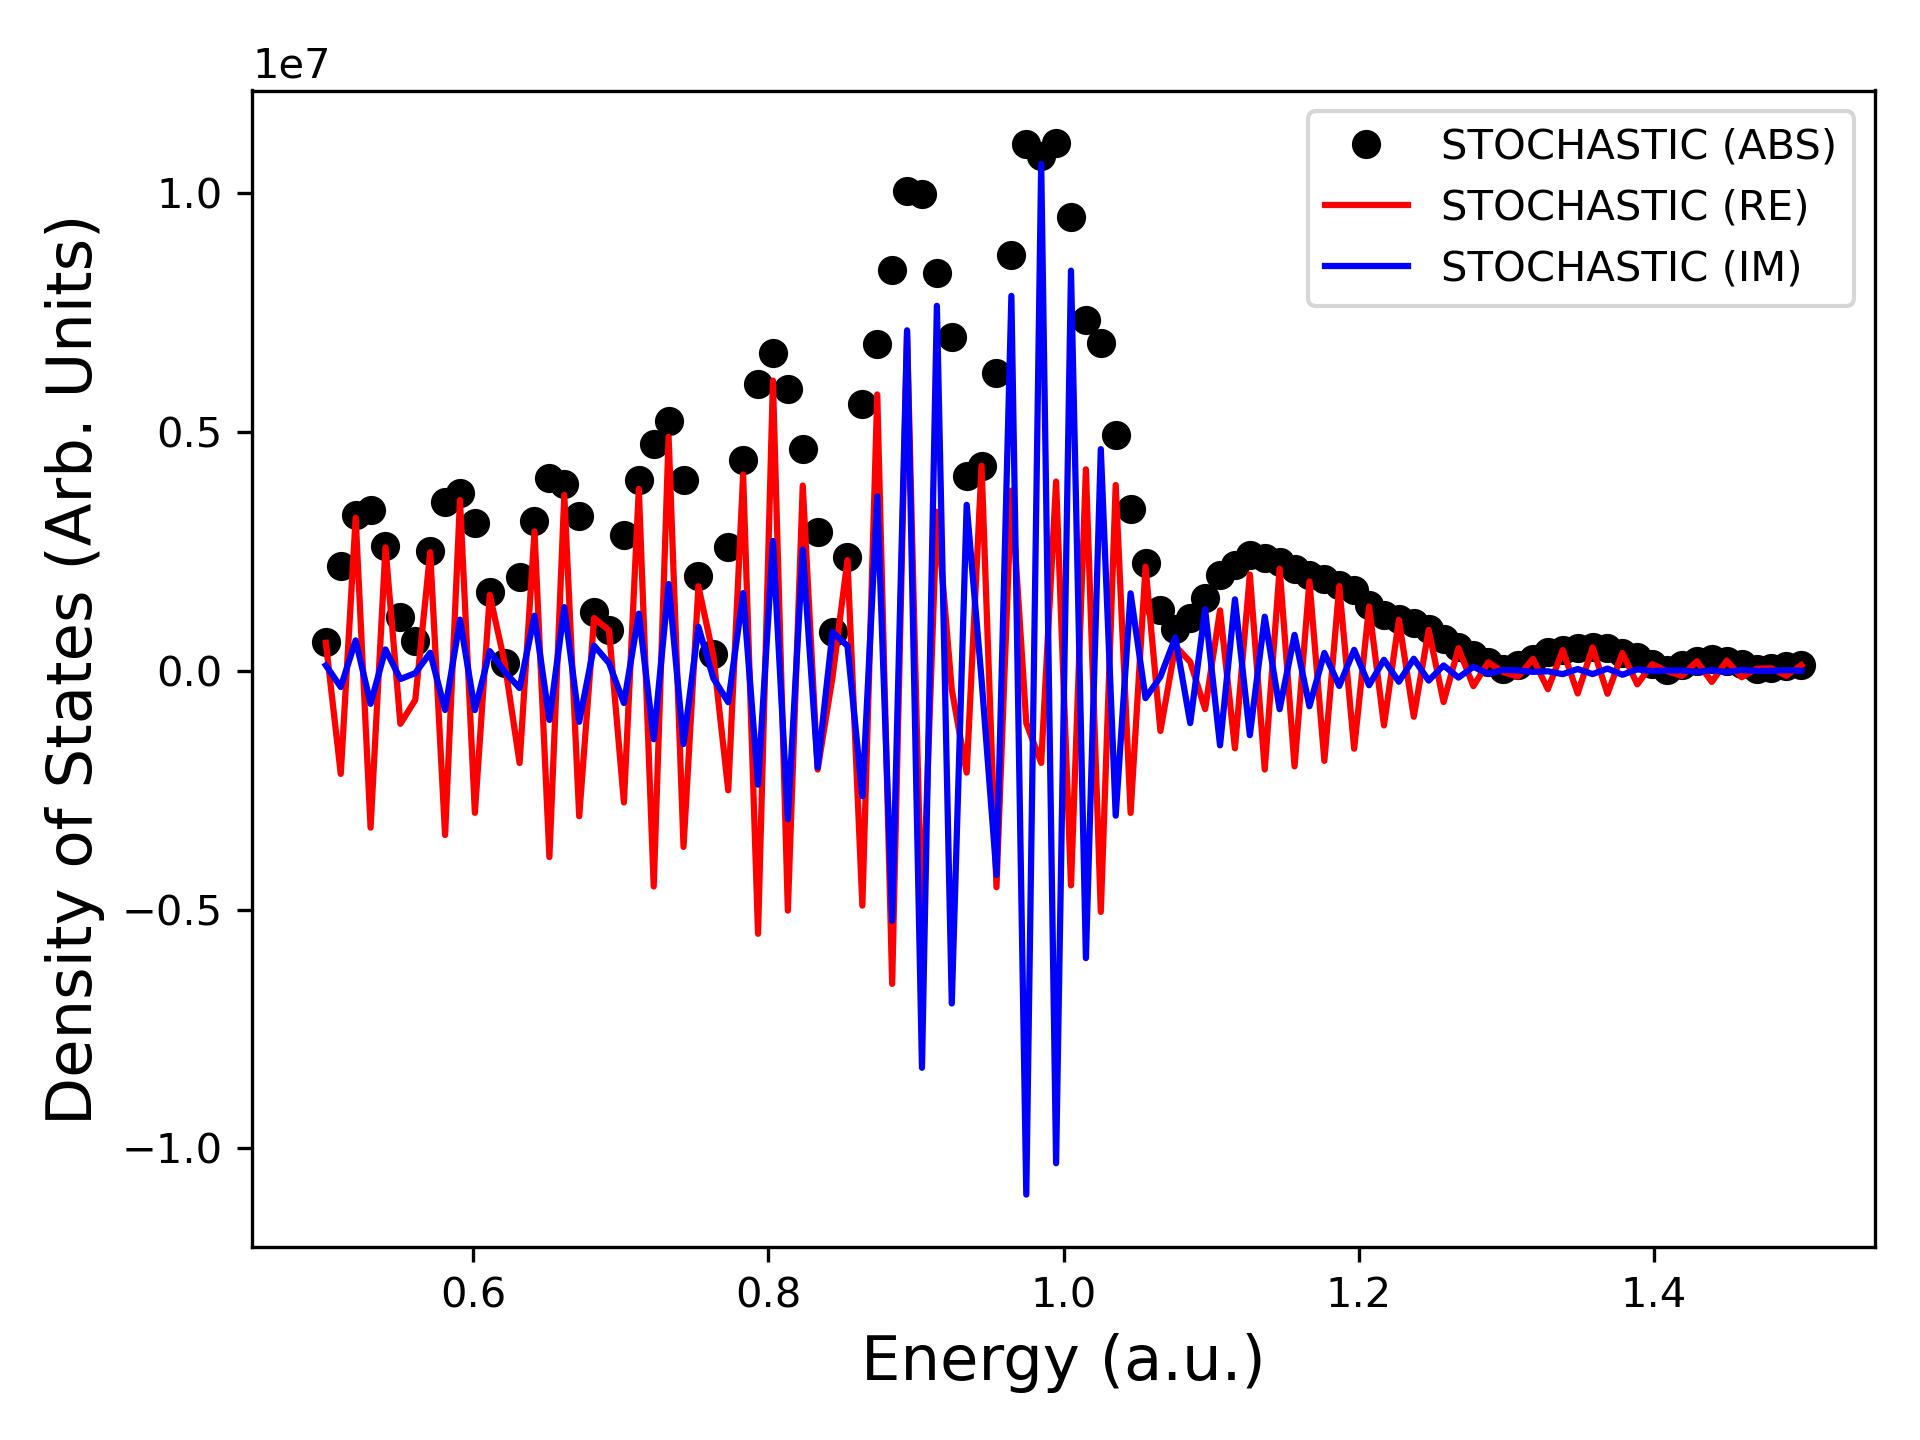 1e7
STOCHASTIC (ABS)
STOCHASTIC (RE)
STOCHASTIC (IM)
Density of States (Arb. Units)
1.0
0.5
0.0
−0.5
−1.0
0.6 0.8 1.0 1.2 1.4
Energy (a.u.)